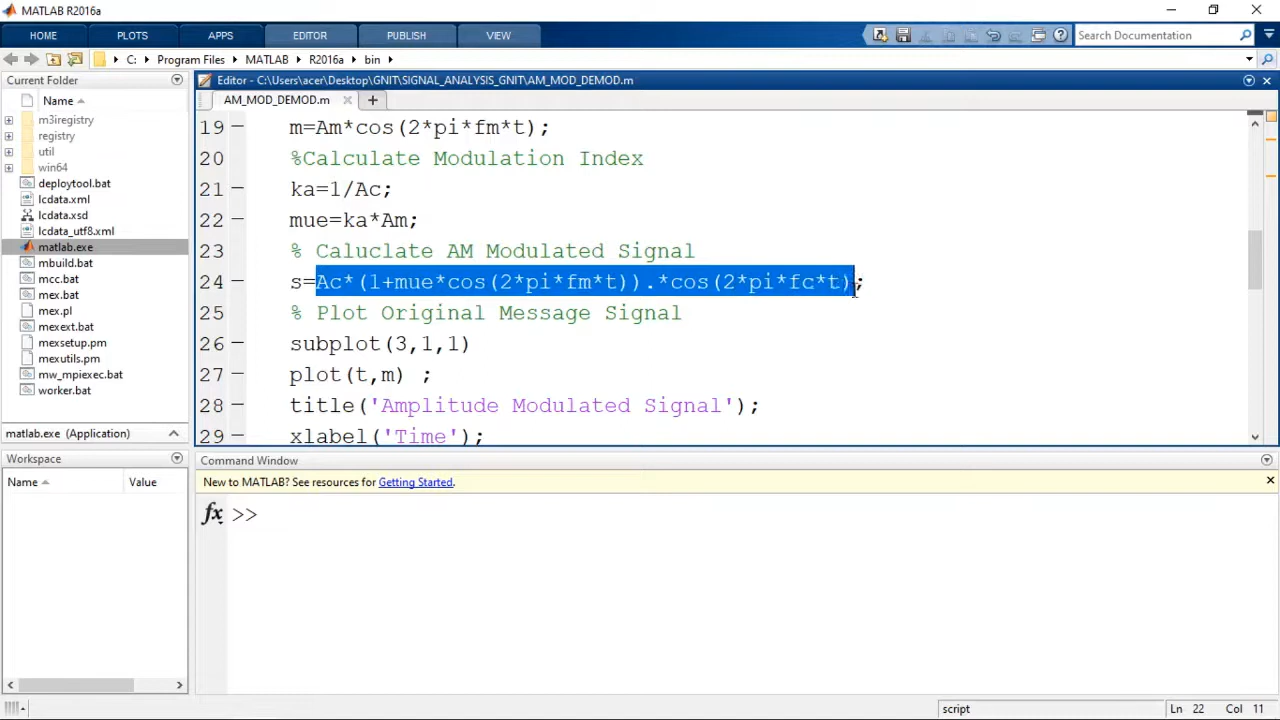 MATLAB R2016a
HOME PLOTS APPS EDITOR PUBLISH VIEW Search Documentation
C: Program Files MATLAB R2016a bin
Current Folder
Name
m3iregistry
registry
util
win64
deploytool.bat
lcdata.xml
lcdata.xsd
lcdata_utf8.xml
matlab.exe
mbuild.bat
mcc.bat
mex.bat
mex.pl
mexext.bat
mexsetup.pm
mexutils.pm
mw_mpiexec.bat
worker.bat
matlab.exe (Application)
Workspace
Name Value
Editor - C:\Users\acer\Desktop\GNIT\SIGNAL_ANALYSIS_GNIT\AM_MOD_DEMOD.m
AM_MOD_DEMOD.m
19 – m=Am*cos(2*pi*fm*t);
20 %Calculate Modulation Index
21 – ka=1/Ac;
22 – mue=ka*Am;
23 % Caluclate AM Modulated Signal
24 – s=Ac*(1+mue*cos(2*pi*fm*t)).*cos(2*pi*fc*t);
25 % Plot Original Message Signal
26 – subplot(3,1,1)
27 – plot(t,m) ;
28 – title('Amplitude Modulated Signal');
29 – xlabel('Time');
Command Window
New to MATLAB? See resources for Getting Started.
fx >>
script Ln 22 Col 11